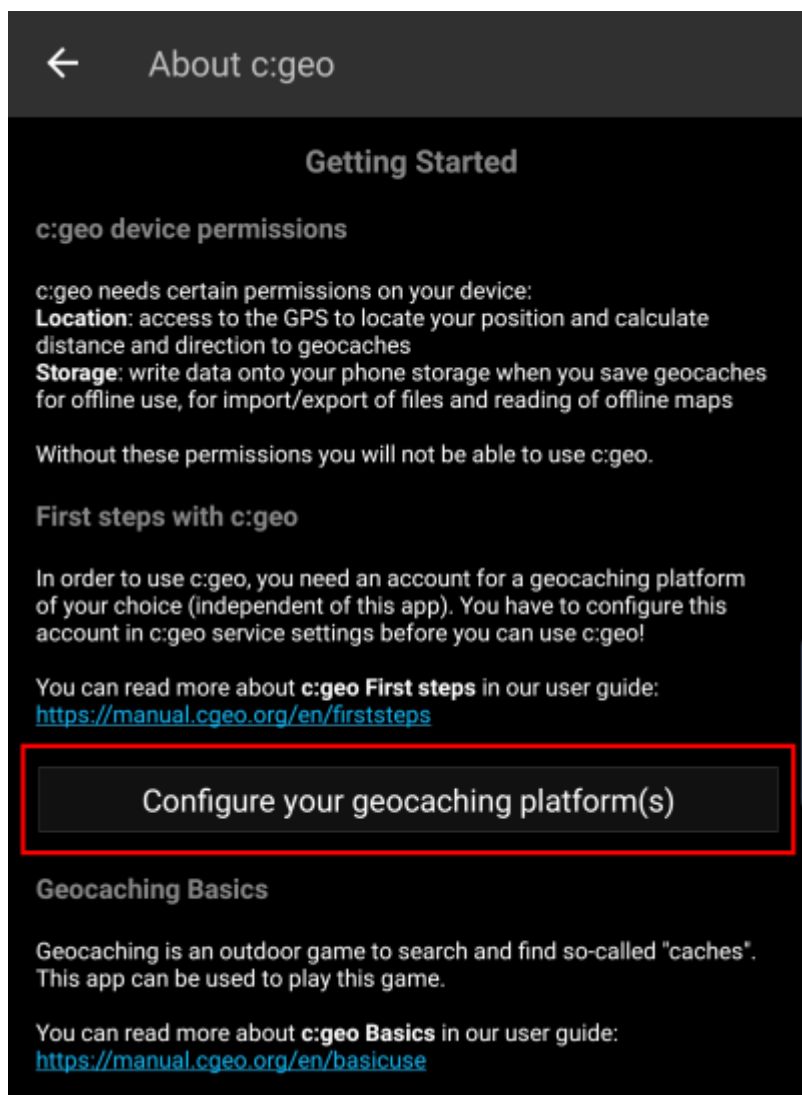 About c:geo
Getting Started
c:geo device permissions
c:geo needs certain permissions on your device:
Location: access to the GPS to locate your position and calculate
distance and direction to geocaches
Storage: write data onto your phone storage when you save geocaches
for offline use, for import/export of files and reading of offline maps
Without these permissions you will not be able to use c:geo.
First steps with c:geo
In order to use c:geo, you need an account for a geocaching platform
of your choice (independent of this app). You have to configure this
account in c:geo service settings before you can use c:geo!
You can read more about c:geo First steps in our user guide:
https://manual.cgeo.org/en/firststeps
Configure your geocaching platform(s)
Geocaching Basics
Geocaching is an outdoor game to search and find so-called "caches".
This app can be used to play this game.
You can read more about c:geo Basics in our user guide:
https://manual.cgeo.org/en/basicuse